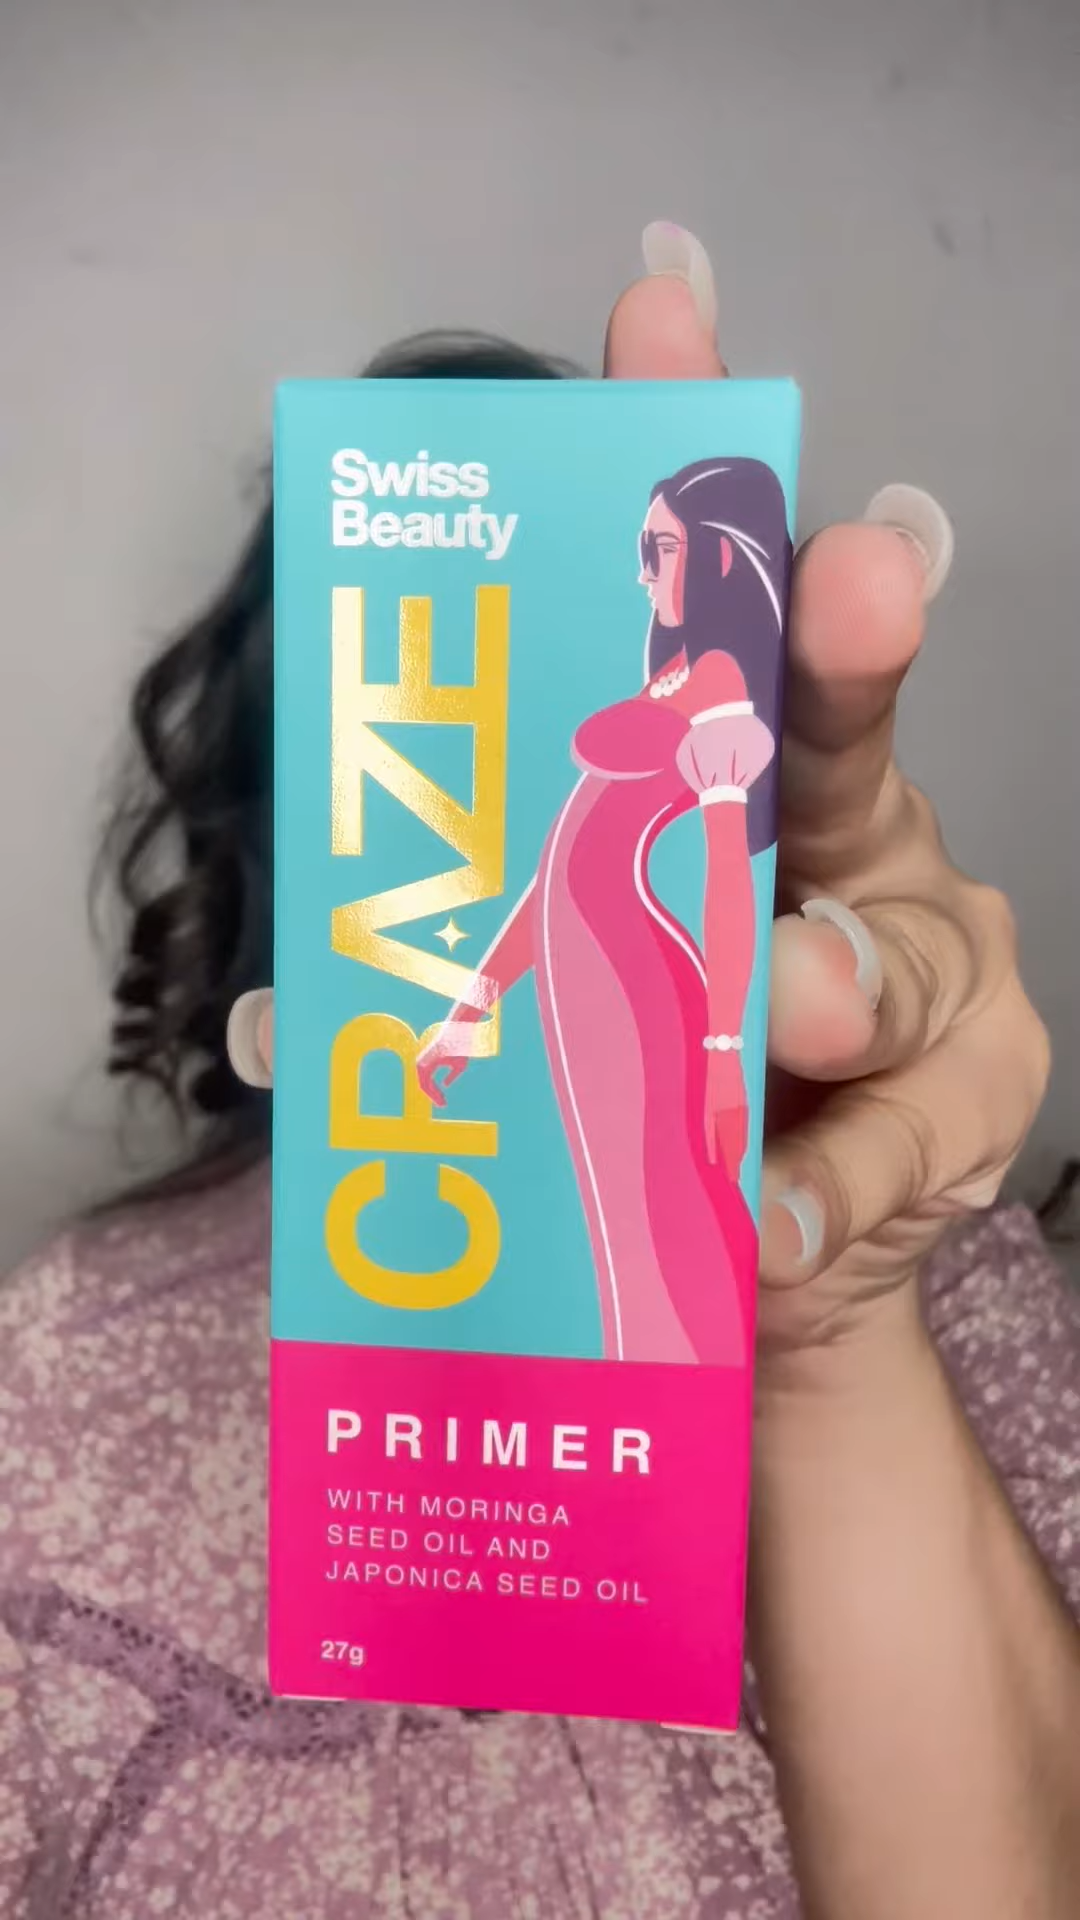 Swiss
Beauty
CRAZE
PRIMER
WITH MORINGA
SEED OIL AND
JAPONICA SEED OIL
27g